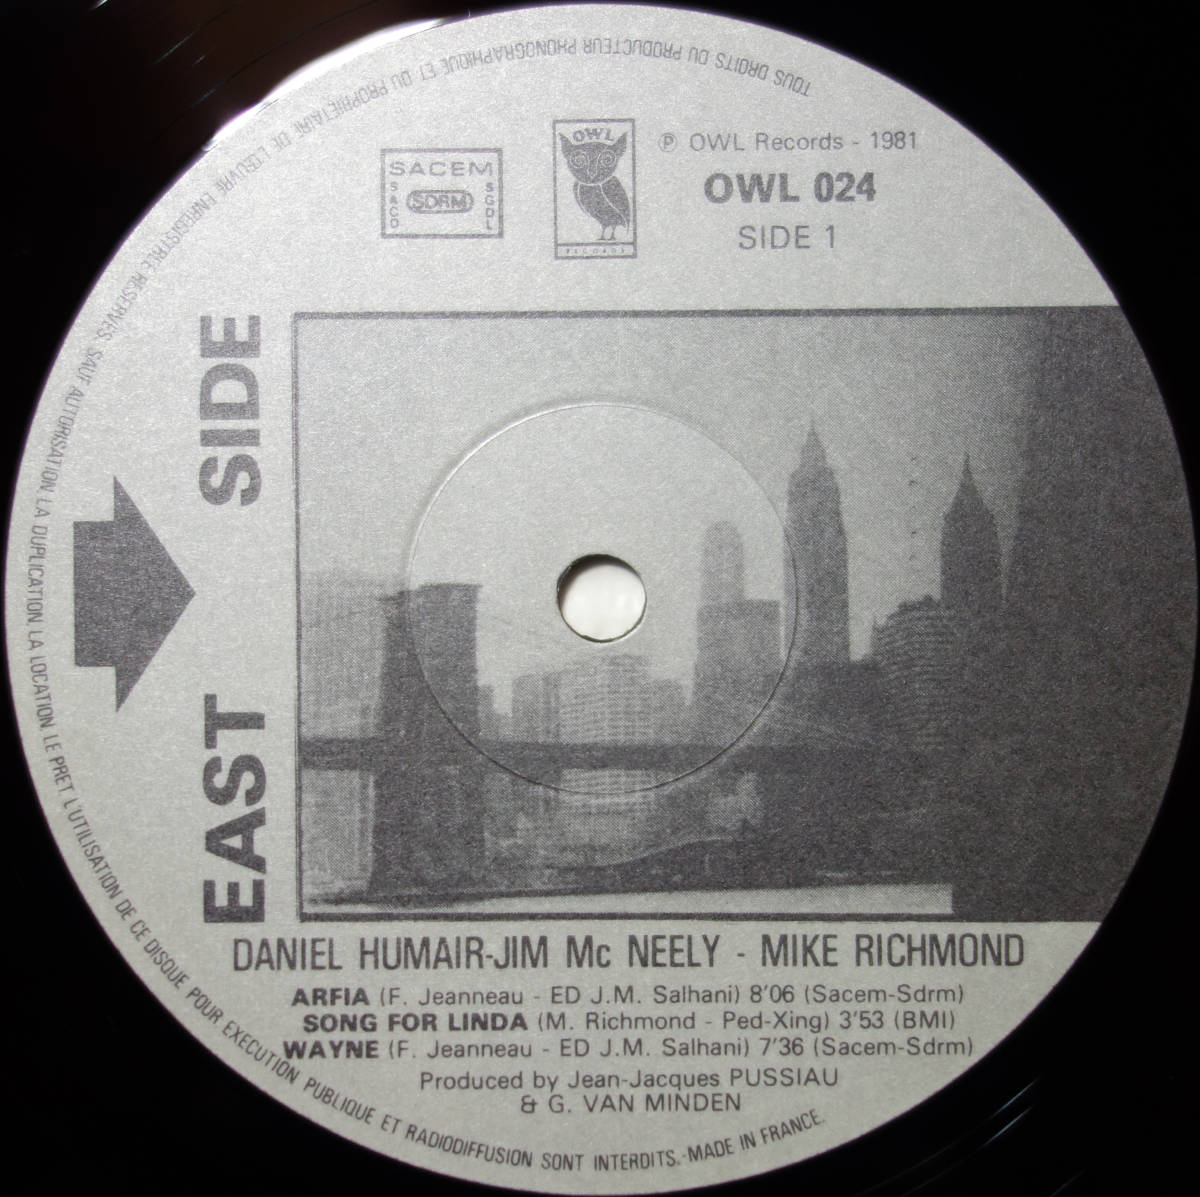 TOUS DROITS DU PRODUCTEUR PHONOGRAPHIQUE ET DU PROPRIETAIRE DE L'ŒUVRE ENREGISTREE RESERVES. SAUF AUTORISATION LA DUPLICATION, LA LOCATION, LE PRET, L'UTILISATION DE CE DISQUE POUR EXECUTION PUBLIQUE ET RADIODIFFUSION SONT INTERDITS.-MADE IN FRANCE.
SACEM
SACD
SDRM
SGDL
OWL
RECORDS
℗ OWL Records - 1981
OWL 024
SIDE 1
EAST SIDE
DANIEL HUMAIR-JIM Mc NEELY - MIKE RICHMOND
ARFIA (F. Jeanneau - ED J.M. Salhani) 8'06 (Sacem-Sdrm)
SONG FOR LINDA (M. Richmond - Ped-Xing) 3'53 (BMI)
WAYNE (F. Jeanneau - ED J.M. Salhani) 7'36 (Sacem-Sdrm)
Produced by Jean-Jacques PUSSIAU
& G. VAN MINDEN